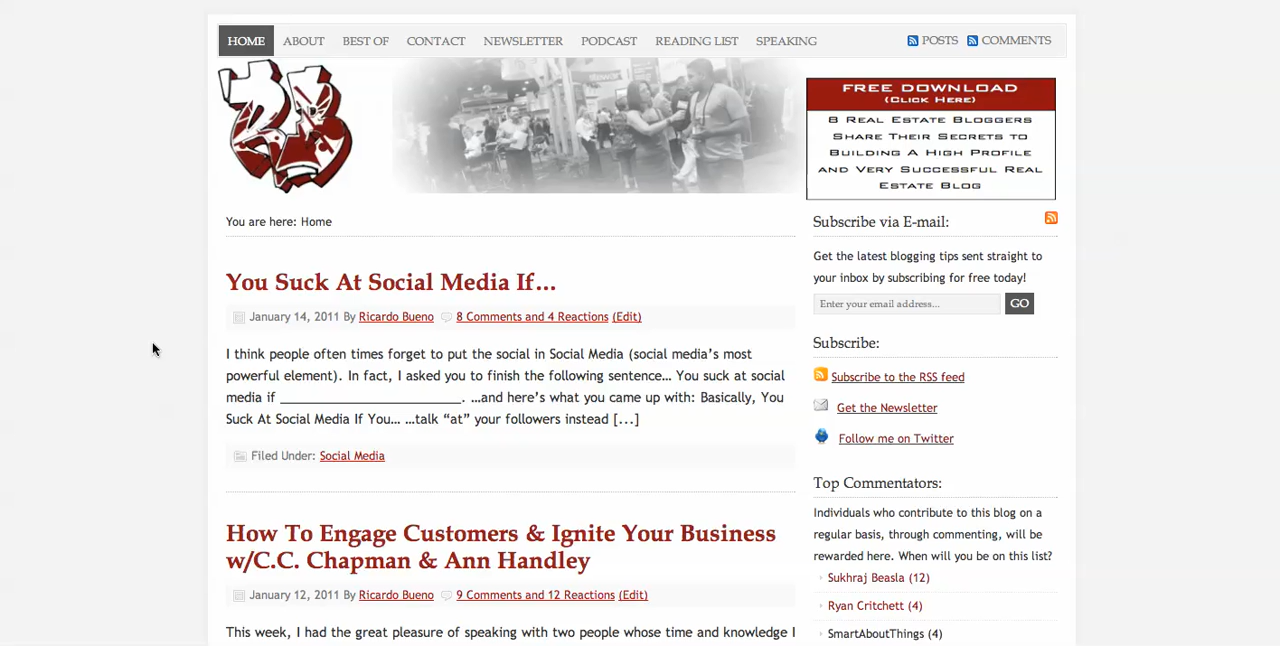 HOME ABOUT BEST OF CONTACT NEWSLETTER PODCAST READING LIST SPEAKING POSTS COMMENTS
FREE DOWNLOAD
(CLICK HERE)
8 REAL ESTATE BLOGGERS
SHARE THEIR SECRETS TO
BUILDING A HIGH PROFILE
AND VERY SUCCESSFUL REAL
ESTATE BLOG
You are here: Home
You Suck At Social Media If…
January 14, 2011 By Ricardo Bueno 8 Comments and 4 Reactions (Edit)
I think people often times forget to put the social in Social Media (social media’s most
powerful element). In fact, I asked you to finish the following sentence… You suck at social
media if __________________________. …and here’s what you came up with: Basically, You
Suck At Social Media If You… …talk “at” your followers instead [...]
Filed Under: Social Media
How To Engage Customers & Ignite Your Business
w/C.C. Chapman & Ann Handley
January 12, 2011 By Ricardo Bueno 9 Comments and 12 Reactions (Edit)
This week, I had the great pleasure of speaking with two people whose time and knowledge I
Subscribe via E-mail:
Get the latest blogging tips sent straight to
your inbox by subscribing for free today!
Enter your email address... GO
Subscribe:
Subscribe to the RSS feed
Get the Newsletter
Follow me on Twitter
Top Commentators:
Individuals who contribute to this blog on a
regular basis, through commenting, will be
rewarded here. When will you be on this list?
Sukhraj Beasla (12)
Ryan Critchett (4)
SmartAboutThings (4)